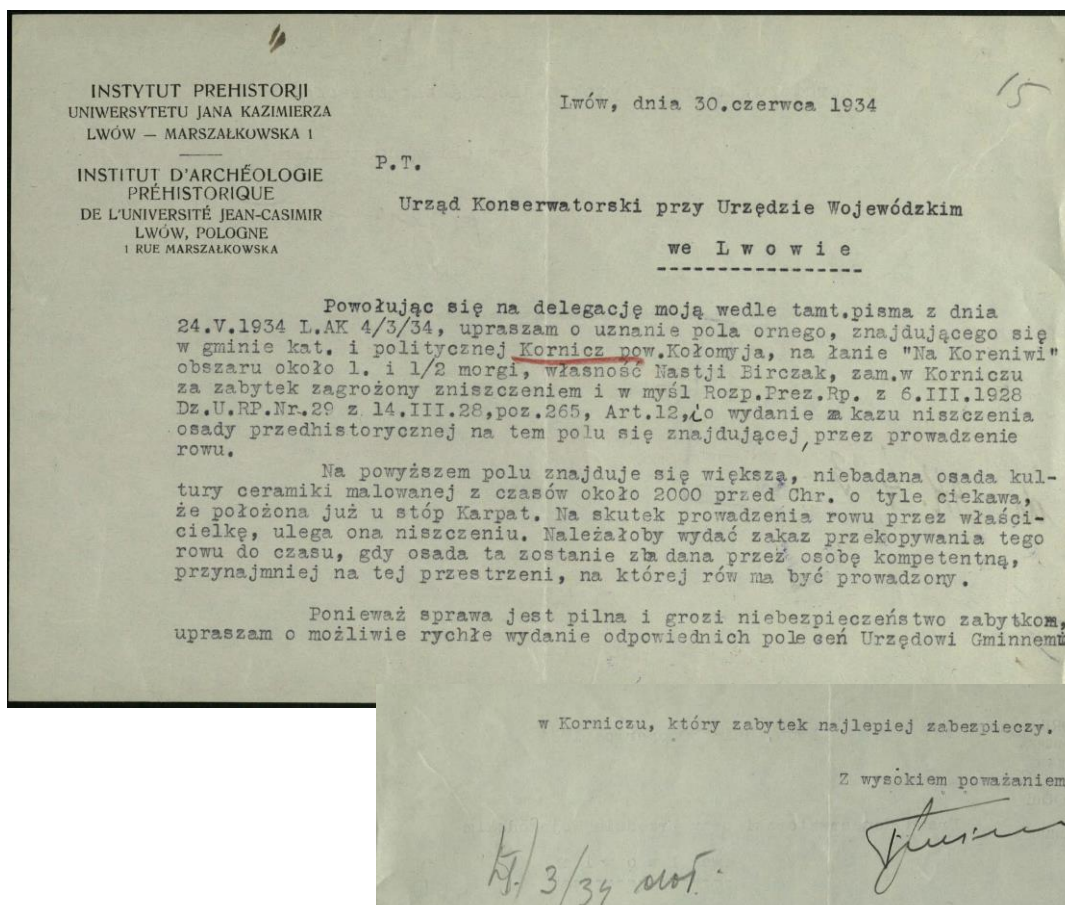 15
INSTYTUT PREHISTORJI
UNIWERSYTETU JANA KAZIMIERZA
LWÓW — MARSZAŁKOWSKA 1
INSTITUT D'ARCHÉOLOGIE
PRÉHISTORIQUE
DE L'UNIVERSITÉ JEAN-CASIMIR
LWÓW, POLOGNE
1 RUE MARSZAŁKOWSKA
Lwów, dnia 30.czerwca 1934
P.T.
Urząd Konserwatorski przy Urzędzie Wojewódzkim
we L w o w i e
Powołując się na delegację moją wedle tamt.pisma z dnia
24.V.1934 L.AK 4/3/34, upraszam o uznanie pola ornego, znajdującego się
w gminie kat. i politycznej Kornicz pow.Kołomyja, na łanie "Na Koreniwi"
obszaru około 1. i 1/2 morgi, własność Nastji Birczak, zam.w Korniczu
za zabytek zagrożony zniszczeniem i w myśl Rozp.Prez.Rp. z 6.III.1928
Dz.U.RP.Nr.29 z 14.III.28,poz.265, Art.12, o wydanie zakazu niszczenia
osady przedhistorycznej na tem polu się znajdującej, przez prowadzenie
rowu.
Na powyższem polu znajduje się większa, niebadana osada kul-
tury ceramiki malowanej z czasów około 2000 przed Chr. o tyle ciekawa,
że położona już u stóp Karpat. Na skutek prowadzenia rowu przez właści-
cielkę, ulega ona niszczeniu. Należałoby wydać zakaz przekopywania tego
rowu do czasu, gdy osada ta zostanie zbadana przez osobę kompetentną,
przynajmniej na tej przestrzeni, na której rów ma być prowadzony.
Ponieważ sprawa jest pilna i grozi niebezpieczeństwo zabytkom,
upraszam o możliwie rychłe wydanie odpowiednich poleceń Urzędowi Gminnemu
w Korniczu, który zabytek najlepiej zabezpieczy.
Z wysokiem poważaniem
3/34